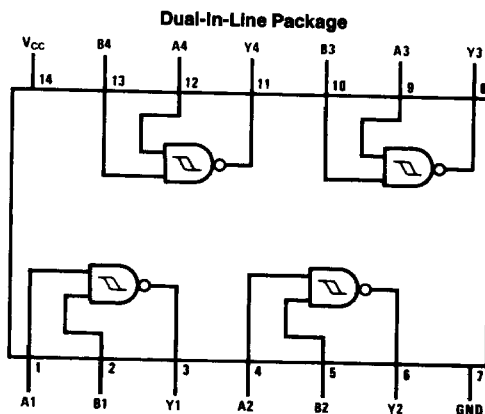 Dual-In-Line Package
VCC B4 A4 Y4 B3 A3 Y3
14 13 12 11 10 9 8
1 2 3 4 5 6 7
A1 B1 Y1 A2 B2 Y2 GND